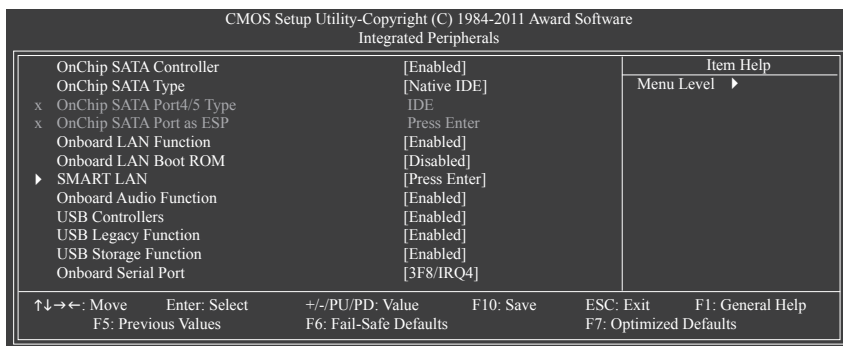 CMOS Setup Utility-Copyright (C) 1984-2011 Award Software
Integrated Peripherals
OnChip SATA Controller [Enabled]
OnChip SATA Type [Native IDE]
x OnChip SATA Port4/5 Type IDE
x OnChip SATA Port as ESP Press Enter
Onboard LAN Function [Enabled]
Onboard LAN Boot ROM [Disabled]
▶ SMART LAN [Press Enter]
Onboard Audio Function [Enabled]
USB Controllers [Enabled]
USB Legacy Function [Enabled]
USB Storage Function [Enabled]
Onboard Serial Port [3F8/IRQ4]
Item Help
Menu Level ▶
↑↓→←: Move Enter: Select +/-/PU/PD: Value F10: Save ESC: Exit F1: General Help
F5: Previous Values F6: Fail-Safe Defaults F7: Optimized Defaults